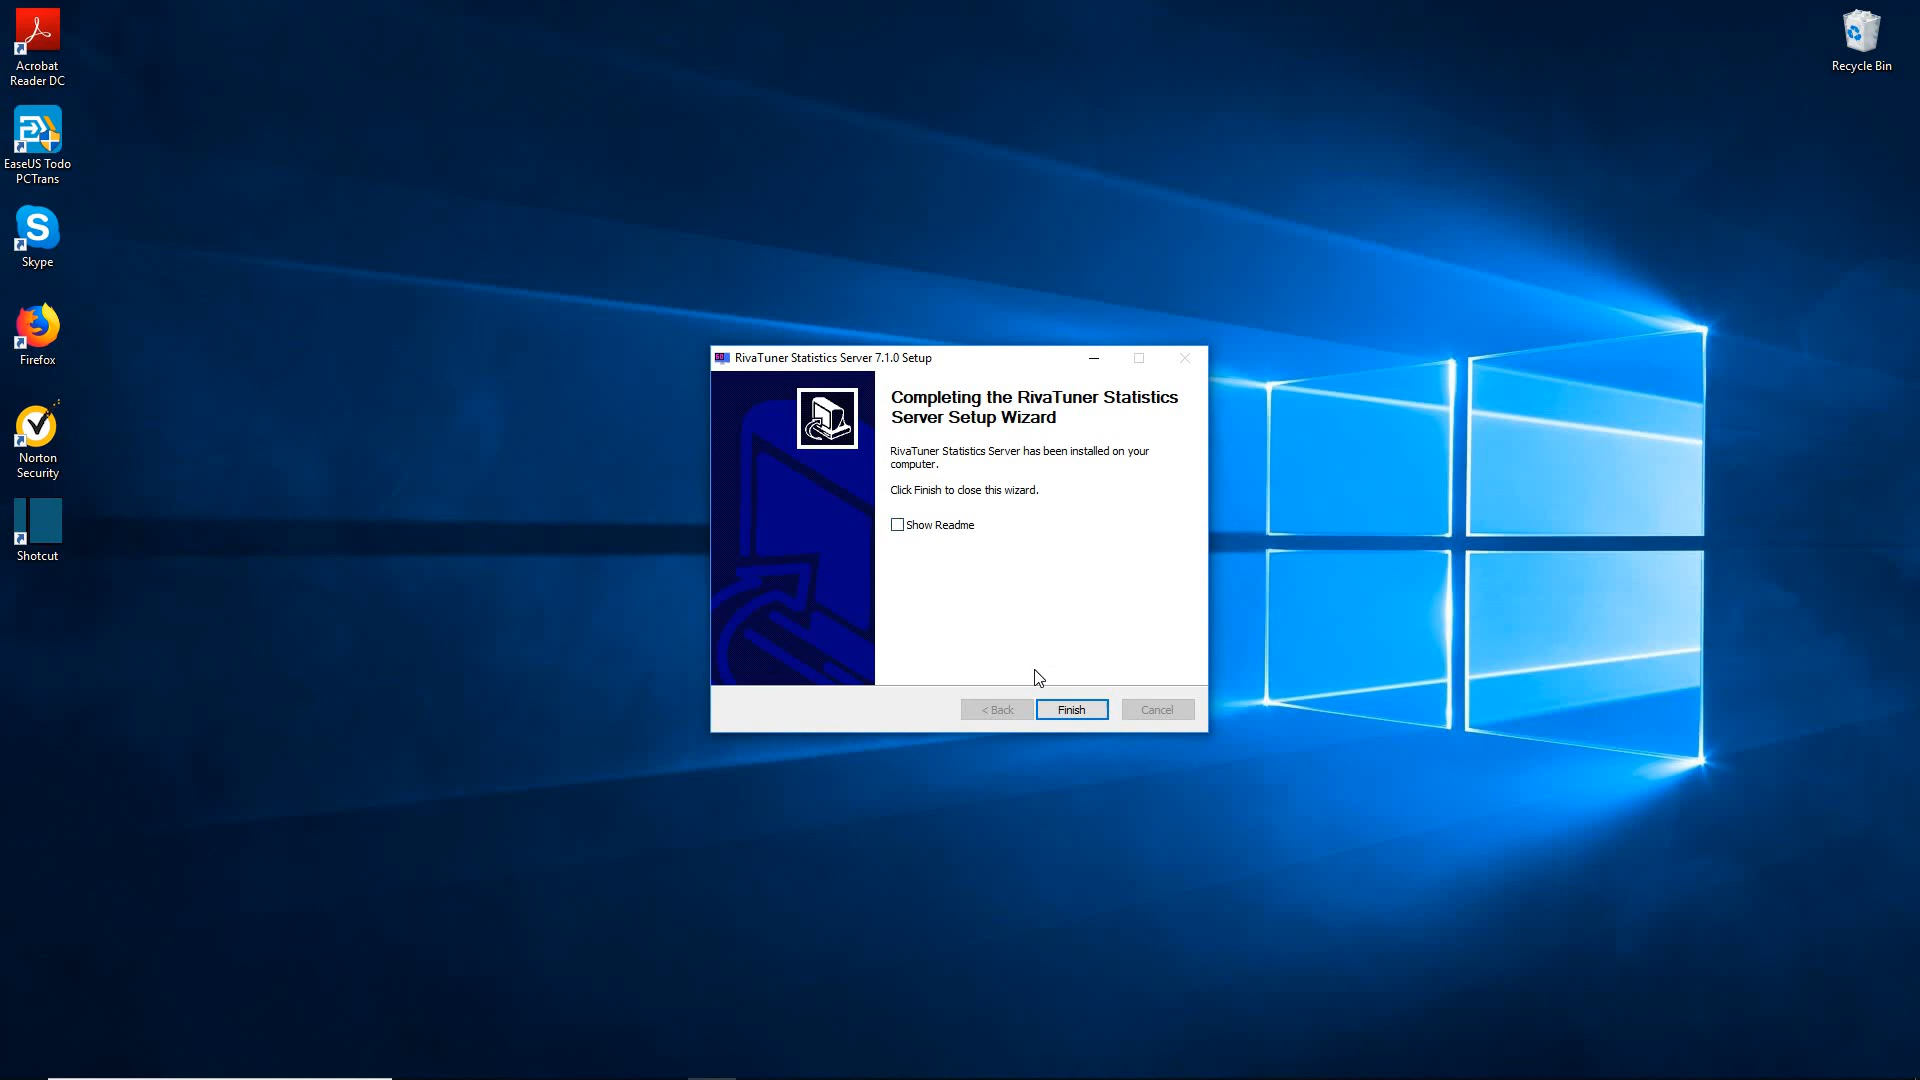 Acrobat
Reader DC
EaseUS Todo
PCTrans
Skype
Firefox
Norton
Security
Shotcut
Recycle Bin
RivaTuner Statistics Server 7.1.0 Setup
Completing the RivaTuner Statistics
Server Setup Wizard
RivaTuner Statistics Server has been installed on your
computer.
Click Finish to close this wizard.
Show Readme
< Back
Finish
Cancel